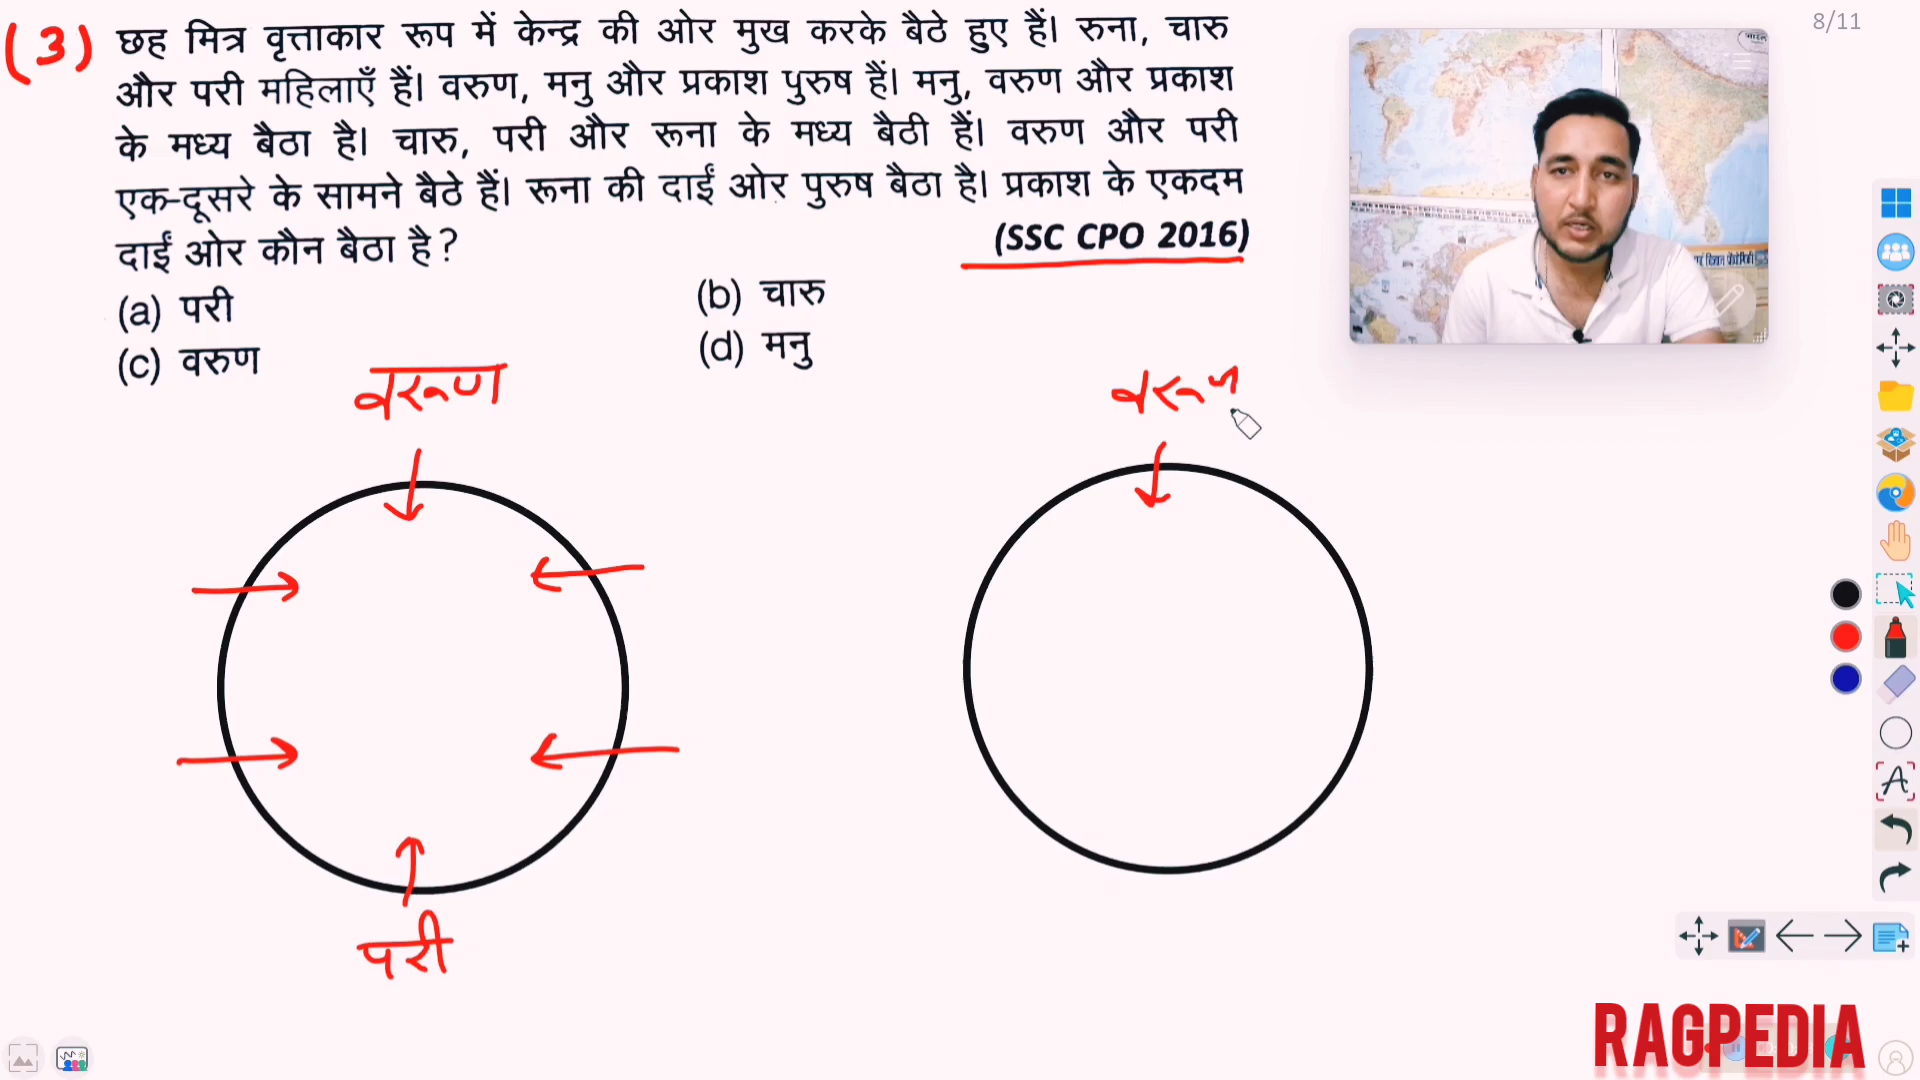 (3) छह मित्र वृत्ताकार रूप में केन्द्र की ओर मुख करके बैठे हुए हैं। रुना, चारु
और परी महिलाएँ हैं। वरुण, मनु और प्रकाश पुरुष हैं। मनु, वरुण और प्रकाश
के मध्य बैठा है। चारु, परी और रूना के मध्य बैठी हैं। वरुण और परी
एक-दूसरे के सामने बैठे हैं। रूना की दाईं ओर पुरुष बैठा है। प्रकाश के एकदम
दाईं ओर कौन बैठा है?
(SSC CPO 2016)
(a) परी
(b) चारु
(c) वरुण
(d) मनु
वरूण
वरूण
परी
8/11
RAGPEDIA